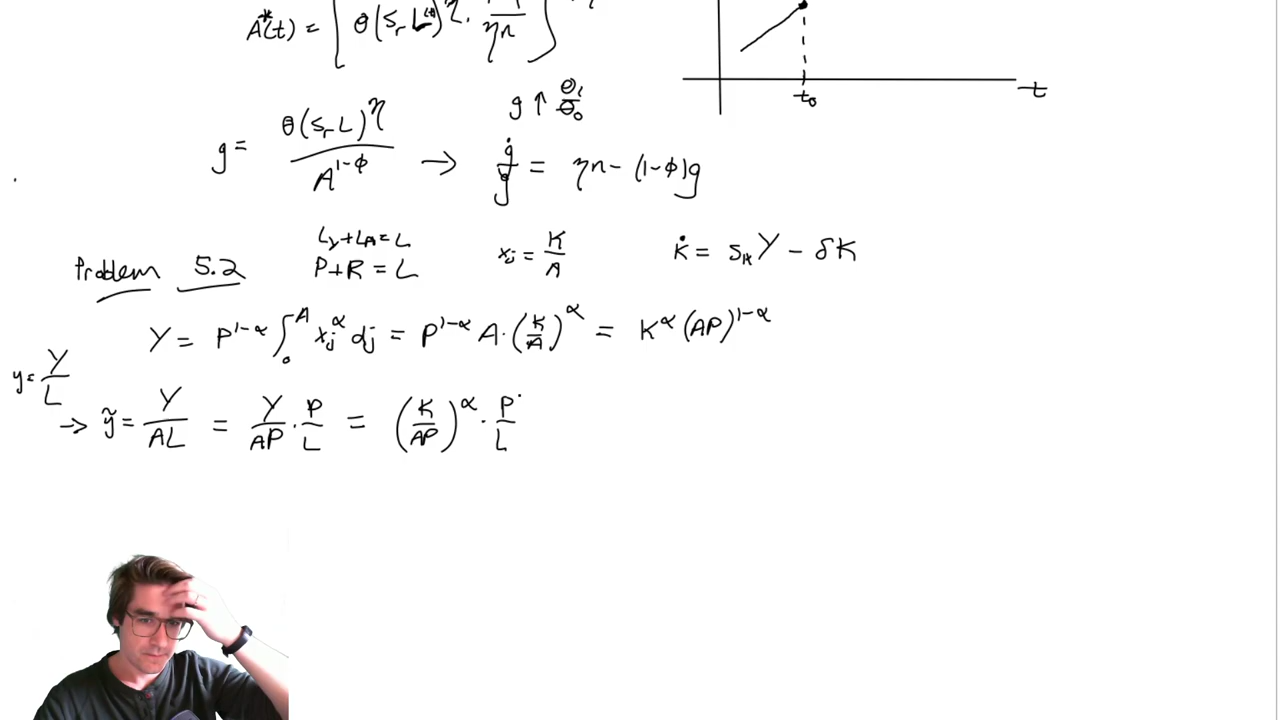 A*(t) = [ θ(s_r L(t))^η · / ηn ]
t
t₀
g ↑ θ₁/θ₀
g = θ(s_r L)^η / A^{1-φ} → ġ/g = ηn - (1-φ)g
L_y + L_A = L
Problem 5.2 P + R = L x_j = K/A K̇ = s_K Y - δK
Y = P^{1-α} ∫₀^A x_j^α dj = P^{1-α} A · (K/A)^α = K^α (AP)^{1-α}
y = Y/L
→ ỹ = Y/AL = Y/AP · P/L = (K/AP)^α · P/L